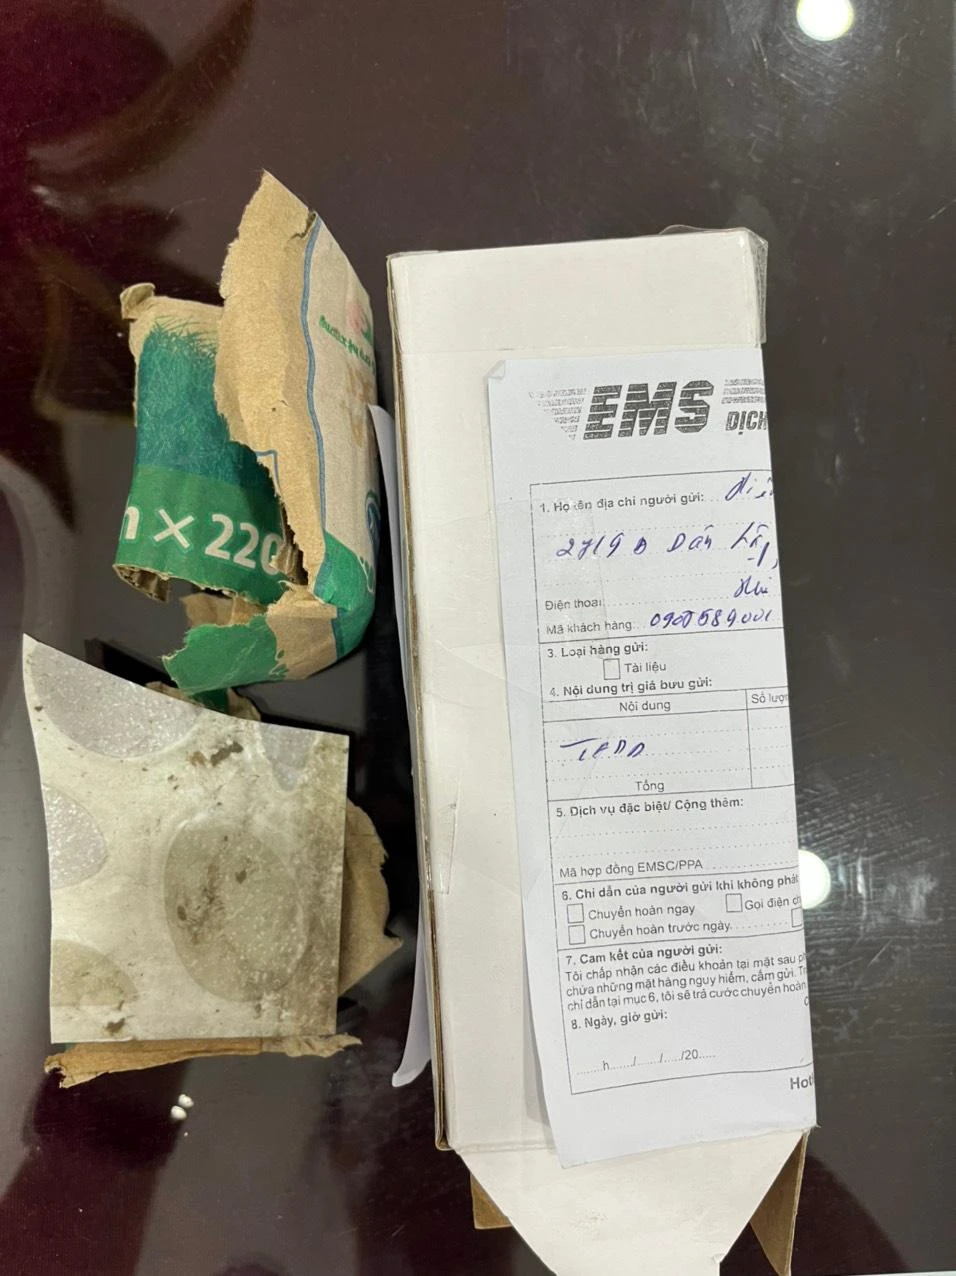 n x 220
EMS
DỊCH
1. Họ tên địa chỉ người gửi:
Điện thoại
Mã khách hàng...
3. Loại hàng gửi:
Tài liệu
4. Nội dung trị giá bưu gửi:
Nội dung
Số lượn
Tổng
5. Dịch vụ đặc biệt/ Cộng thêm:
Mã hợp đồng EMSC/PPA
6. Chỉ dẫn của người gửi khi không phát
Chuyển hoàn ngay
Gọi điện
Chuyển hoàn trước ngày
7. Cam kết của người gửi:
Tôi chấp nhận các điều khoản tại mặt sau
chứa những mặt hàng nguy hiểm, cấm gửi.
chỉ dẫn tại mục 6, tôi sẽ trả cước chuyển hoàn
8. Ngày, giờ gửi:
h....../....../...../20.....
Hotl